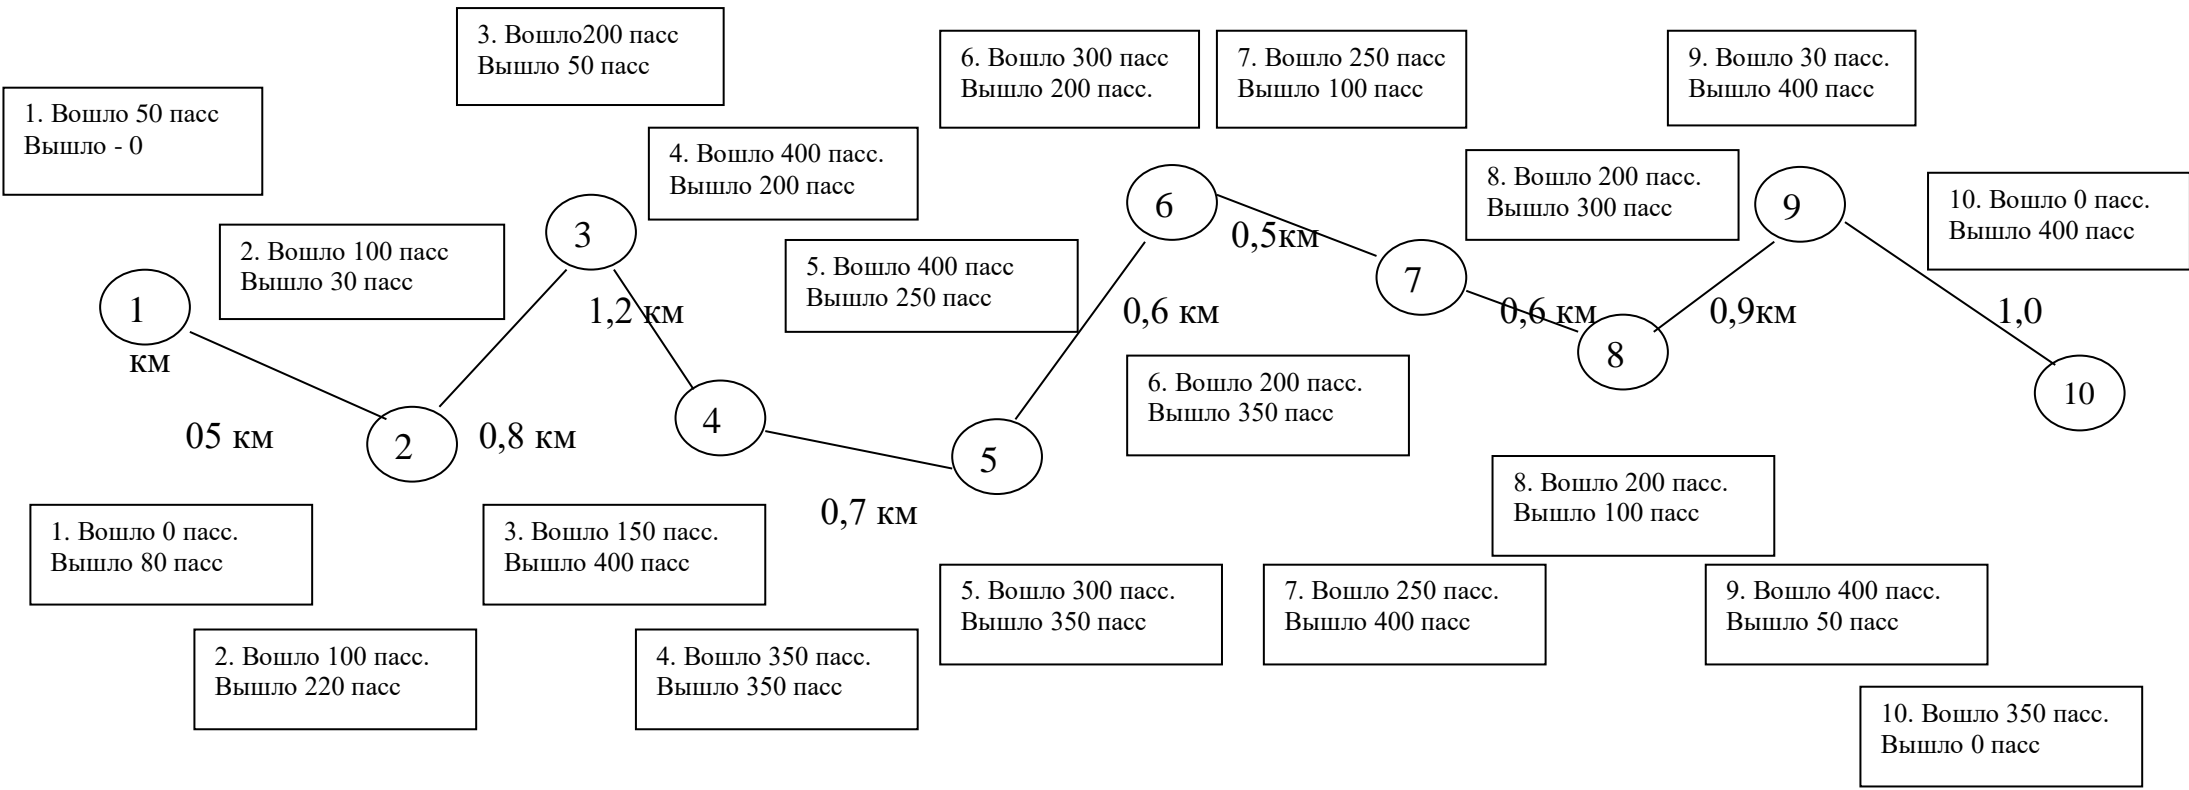 3. Вошло200 пасс
Вышло 50 пасс
6. Вошло 300 пасс
Вышло 200 пасс.
7. Вошло 250 пасс
Вышло 100 пасс
9. Вошло 30 пасс.
Вышло 400 пасс
1. Вошло 50 пасс
Вышло - 0
4. Вошло 400 пасс.
Вышло 200 пасс
8. Вошло 200 пасс.
Вышло 300 пасс
10. Вошло 0 пасс.
Вышло 400 пасс
2. Вошло 100 пасс
Вышло 30 пасс
5. Вошло 400 пасс
Вышло 250 пасс
3
6
9
0,5км
7
1
1,2 км
0,6 км
0,6 км
0,9км
1,0
км
8
10
6. Вошло 200 пасс.
Вышло 350 пасс
4
05 км
2
0,8 км
5
0,7 км
8. Вошло 200 пасс.
Вышло 100 пасс
1. Вошло 0 пасс.
Вышло 80 пасс
3. Вошло 150 пасс.
Вышло 400 пасс
5. Вошло 300 пасс.
Вышло 350 пасс
7. Вошло 250 пасс.
Вышло 400 пасс
9. Вошло 400 пасс.
Вышло 50 пасс
2. Вошло 100 пасс.
Вышло 220 пасс
4. Вошло 350 пасс.
Вышло 350 пасс
10. Вошло 350 пасс.
Вышло 0 пасс